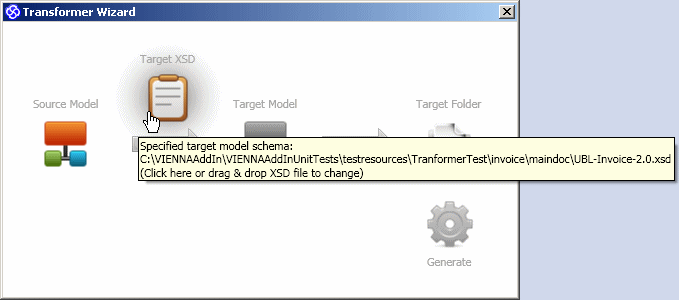 Transformer Wizard
Target XSD
Source Model
Target Model
Target Folder
Specified target model schema:
C:\VIENNAAddIn\VIENNAAddInUnitTests\testresources\TranformerTest\invoice\maindoc\UBL-Invoice-2.0.xsd
(Click here or drag & drop XSD file to change)
Generate